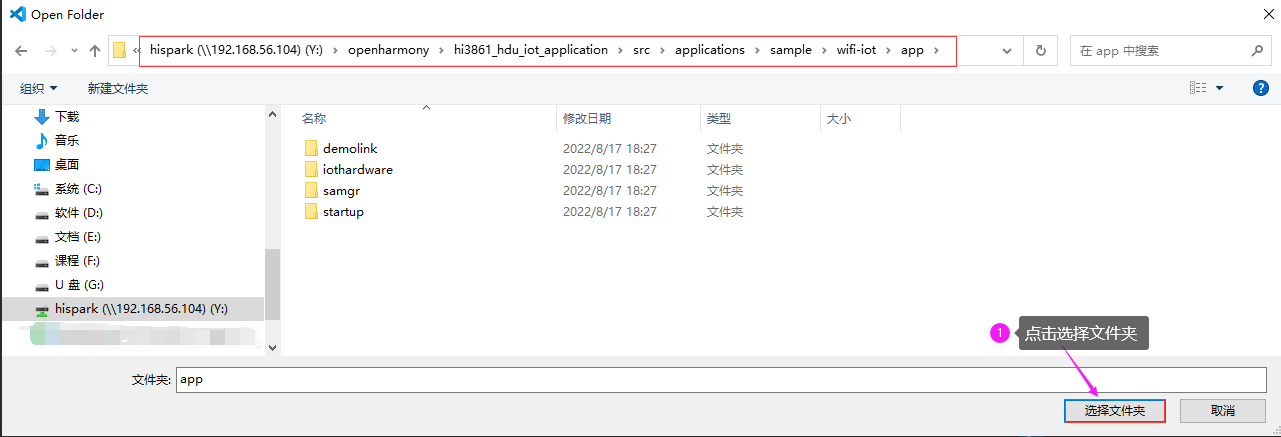 Open Folder
« hispark (\\192.168.56.104) (Y:) › openharmony › hi3861_hdu_iot_application › src › applications › sample › wifi-iot › app ›
在 app 中搜索
组织 新建文件夹
下载
音乐
桌面
系统 (C:)
软件 (D:)
文档 (E:)
课程 (F:)
U 盘 (G:)
hispark (\\192.168.56.104) (Y:)
名称 修改日期 类型 大小
demolink 2022/8/17 18:27 文件夹
iothardware 2022/8/17 18:27 文件夹
samgr 2022/8/17 18:27 文件夹
startup 2022/8/17 18:27 文件夹
1 点击选择文件夹
文件夹: app
选择文件夹 取消